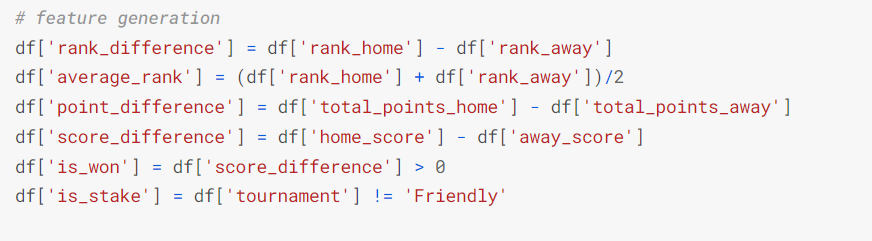 # feature generation
df['rank_difference'] = df['rank_home'] - df['rank_away']
df['average_rank'] = (df['rank_home'] + df['rank_away'])/2
df['point_difference'] = df['total_points_home'] - df['total_points_away']
df['score_difference'] = df['home_score'] - df['away_score']
df['is_won'] = df['score_difference'] > 0
df['is_stake'] = df['tournament'] != 'Friendly'